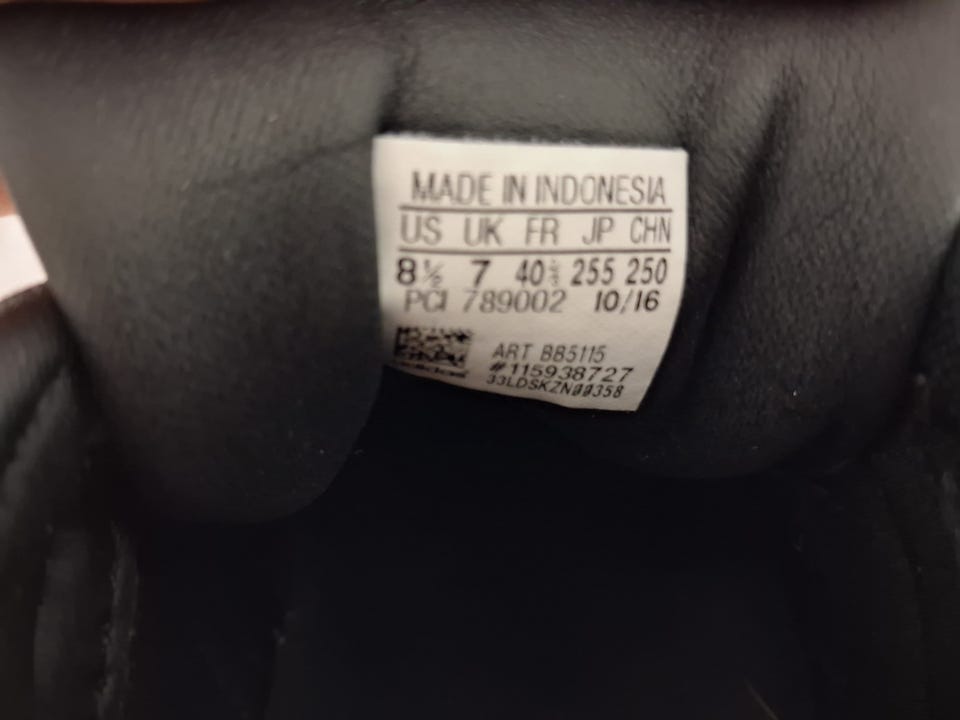 MADE IN INDONESIA
US UK FR JP CHN
8½ 7 40⅔ 255 250
PCI 789002 10/16
ART BB5115
#115938727
33LDSKZN00358